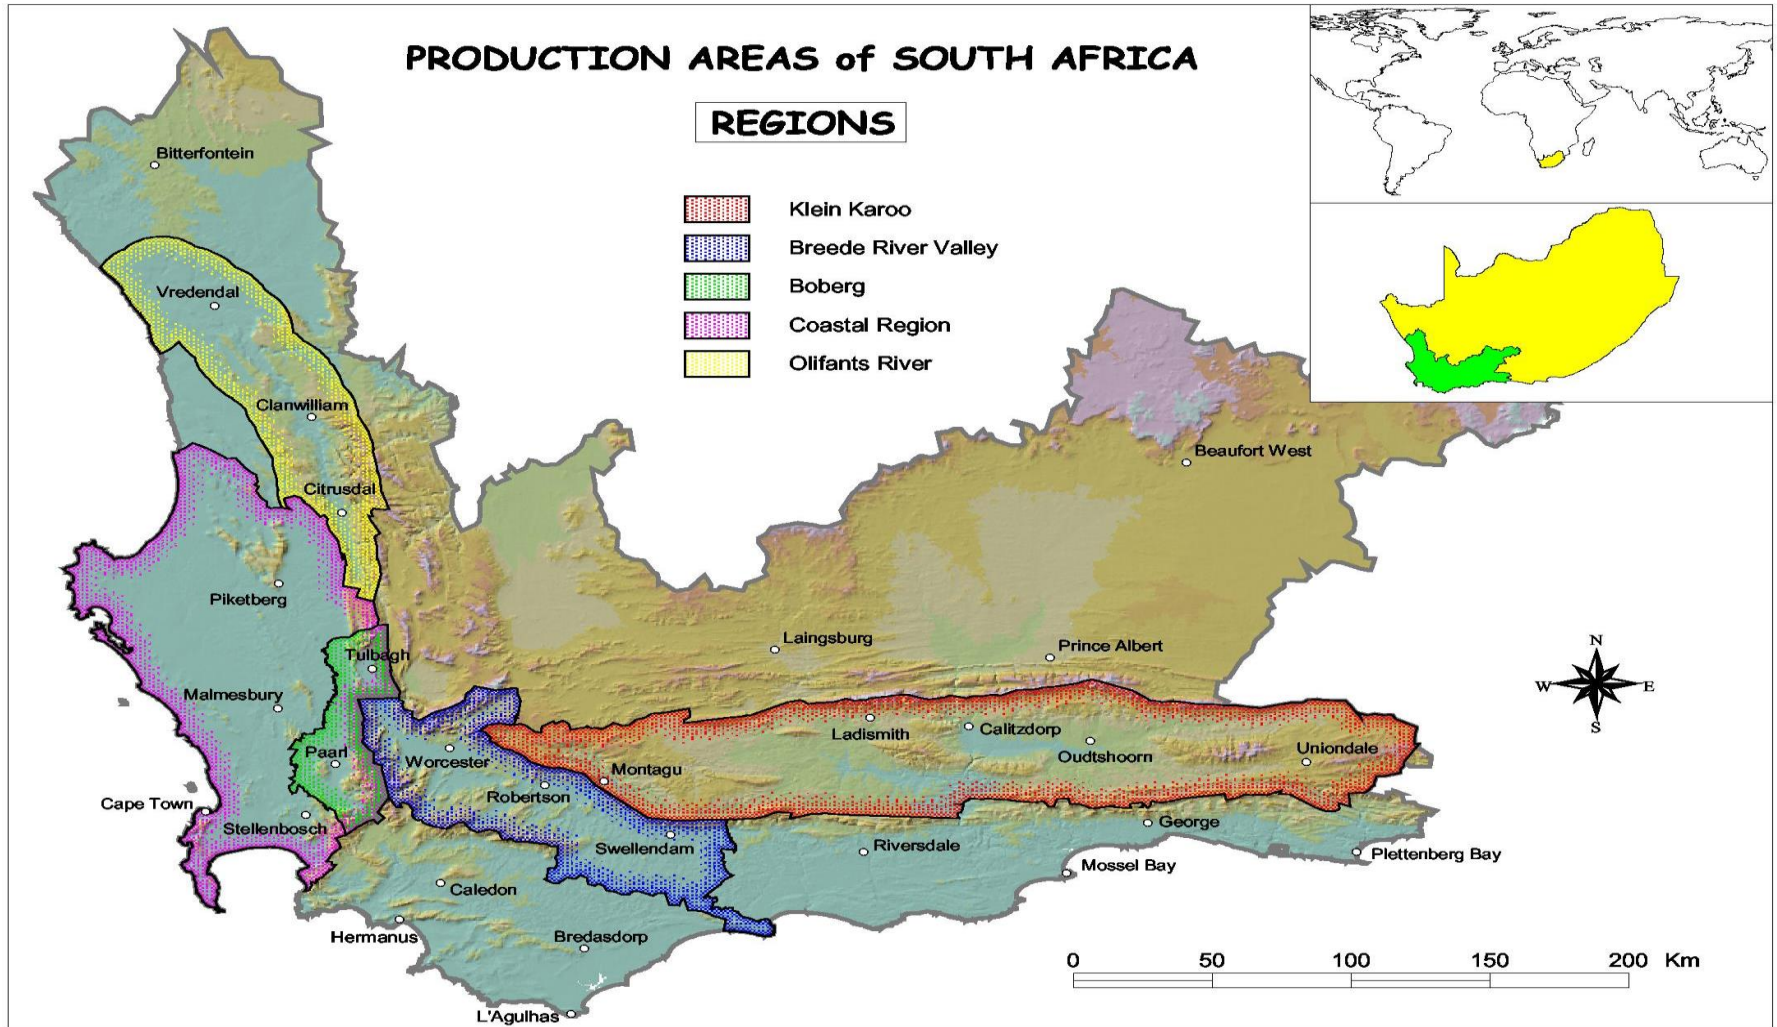 PRODUCTION AREAS of SOUTH AFRICA
REGIONS
Klein Karoo
Breede River Valley
Boberg
Coastal Region
Olifants River
Bitterfontein
Vredendal
Clanwilliam
Citrusdal
Beaufort West
Piketberg
Laingsburg
Prince Albert
Tulbagh
Malmesbury
Ladismith
Calitzdorp
Oudtshoorn
Uniondale
Paarl
Worcester
Montagu
Robertson
Cape Town
Stellenbosch
Swellendam
Riversdale
George
Mossel Bay
Plettenberg Bay
Caledon
Hermanus
Bredasdorp
L'Agulhas
N
W E
S
0 50 100 150 200 Km